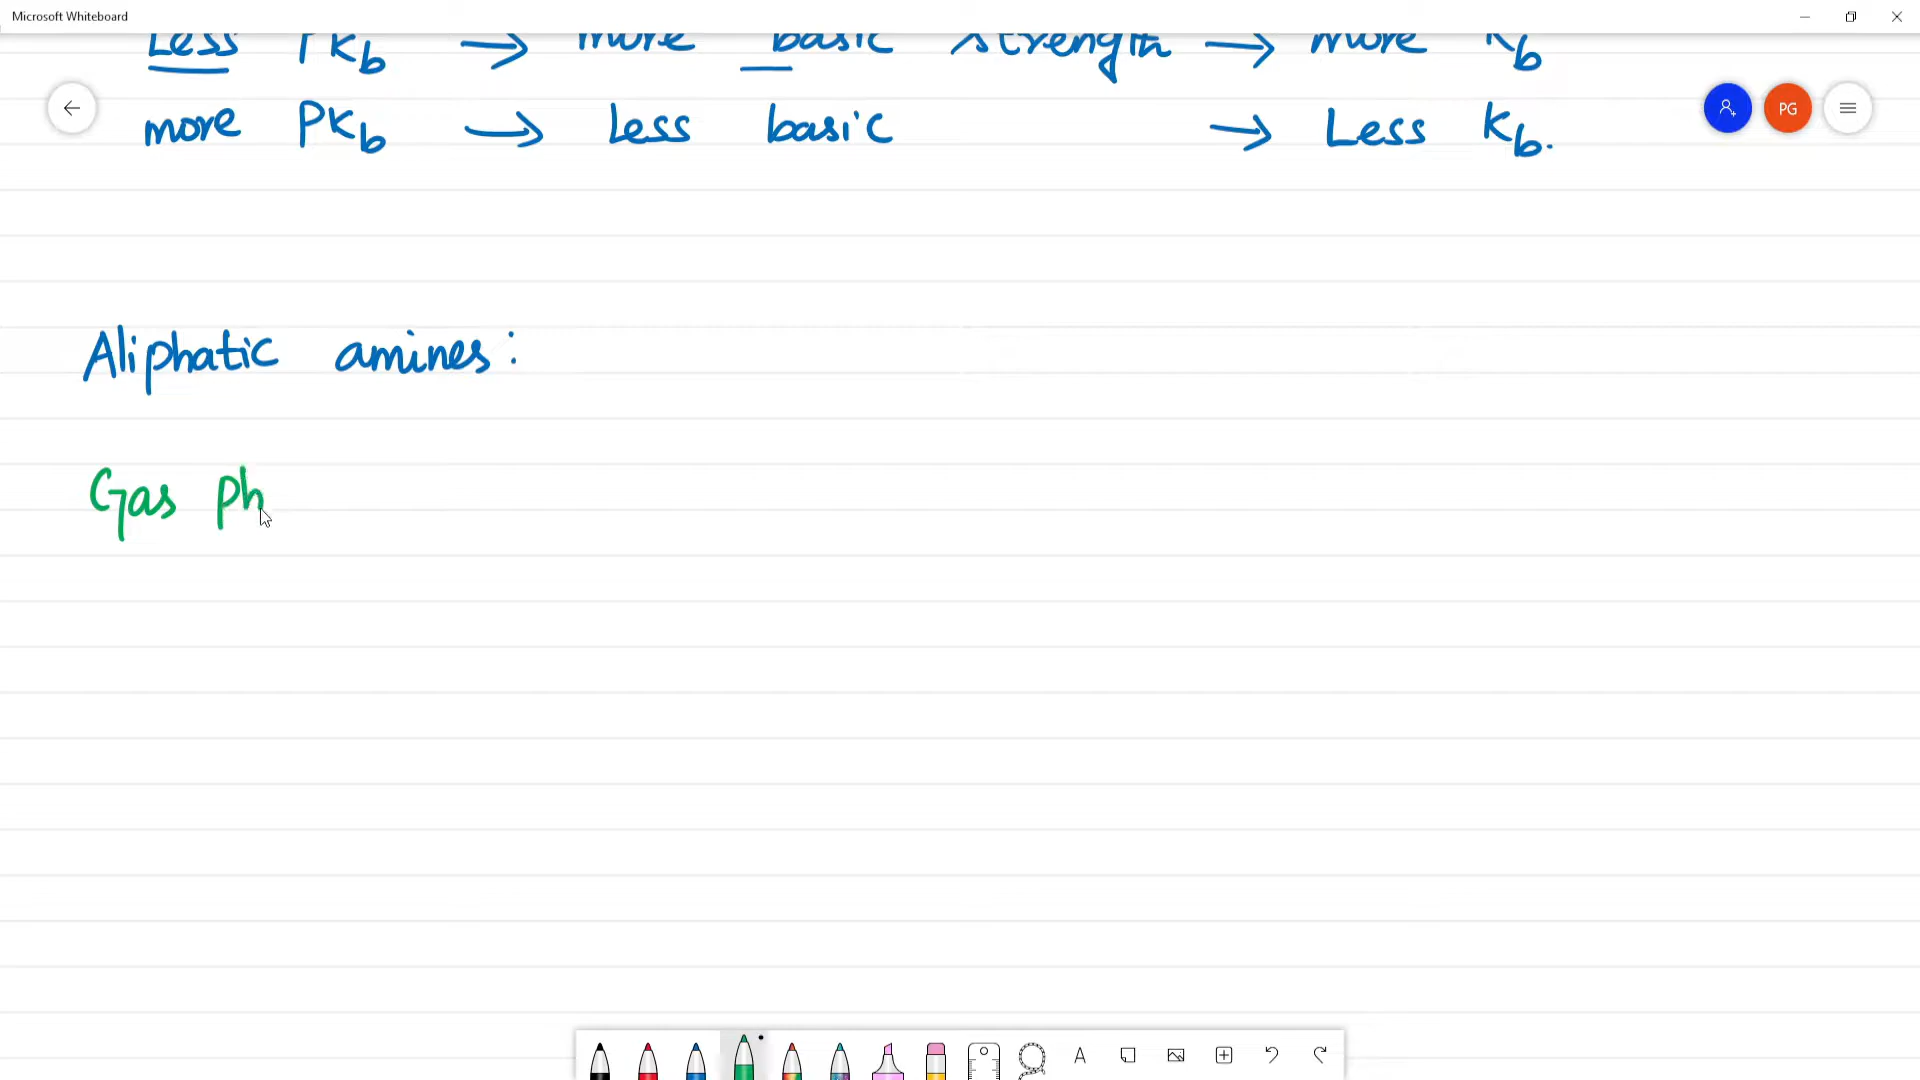 Microsoft Whiteboard
Less PKb → more basic strength → more Kb
PG
more PKb → Less basic → Less Kb.
Aliphatic amines:
Gas Ph
A